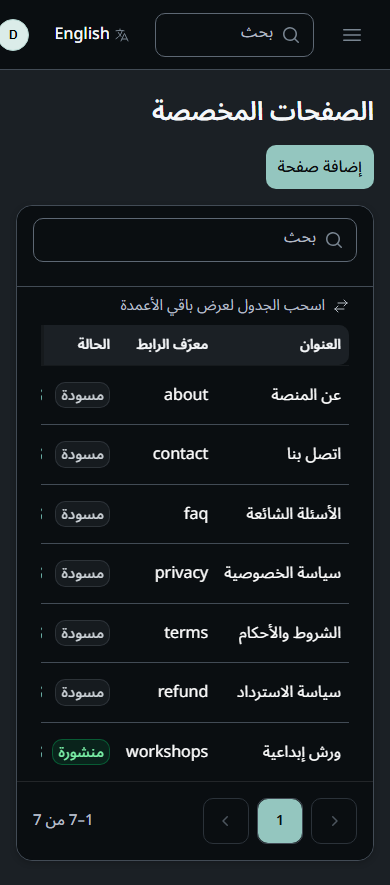 بحث
English
D
الصفحات المخصصة
إضافة صفحة
بحث
اسحب الجدول لعرض باقي الأعمدة
العنوان معرّف الرابط الحالة
عن المنصة about مسودة
اتصل بنا contact مسودة
الأسئلة الشائعة faq مسودة
سياسة الخصوصية privacy مسودة
الشروط والأحكام terms مسودة
سياسة الاسترداد refund مسودة
ورش إبداعية workshops منشورة
1
1–7 من 7